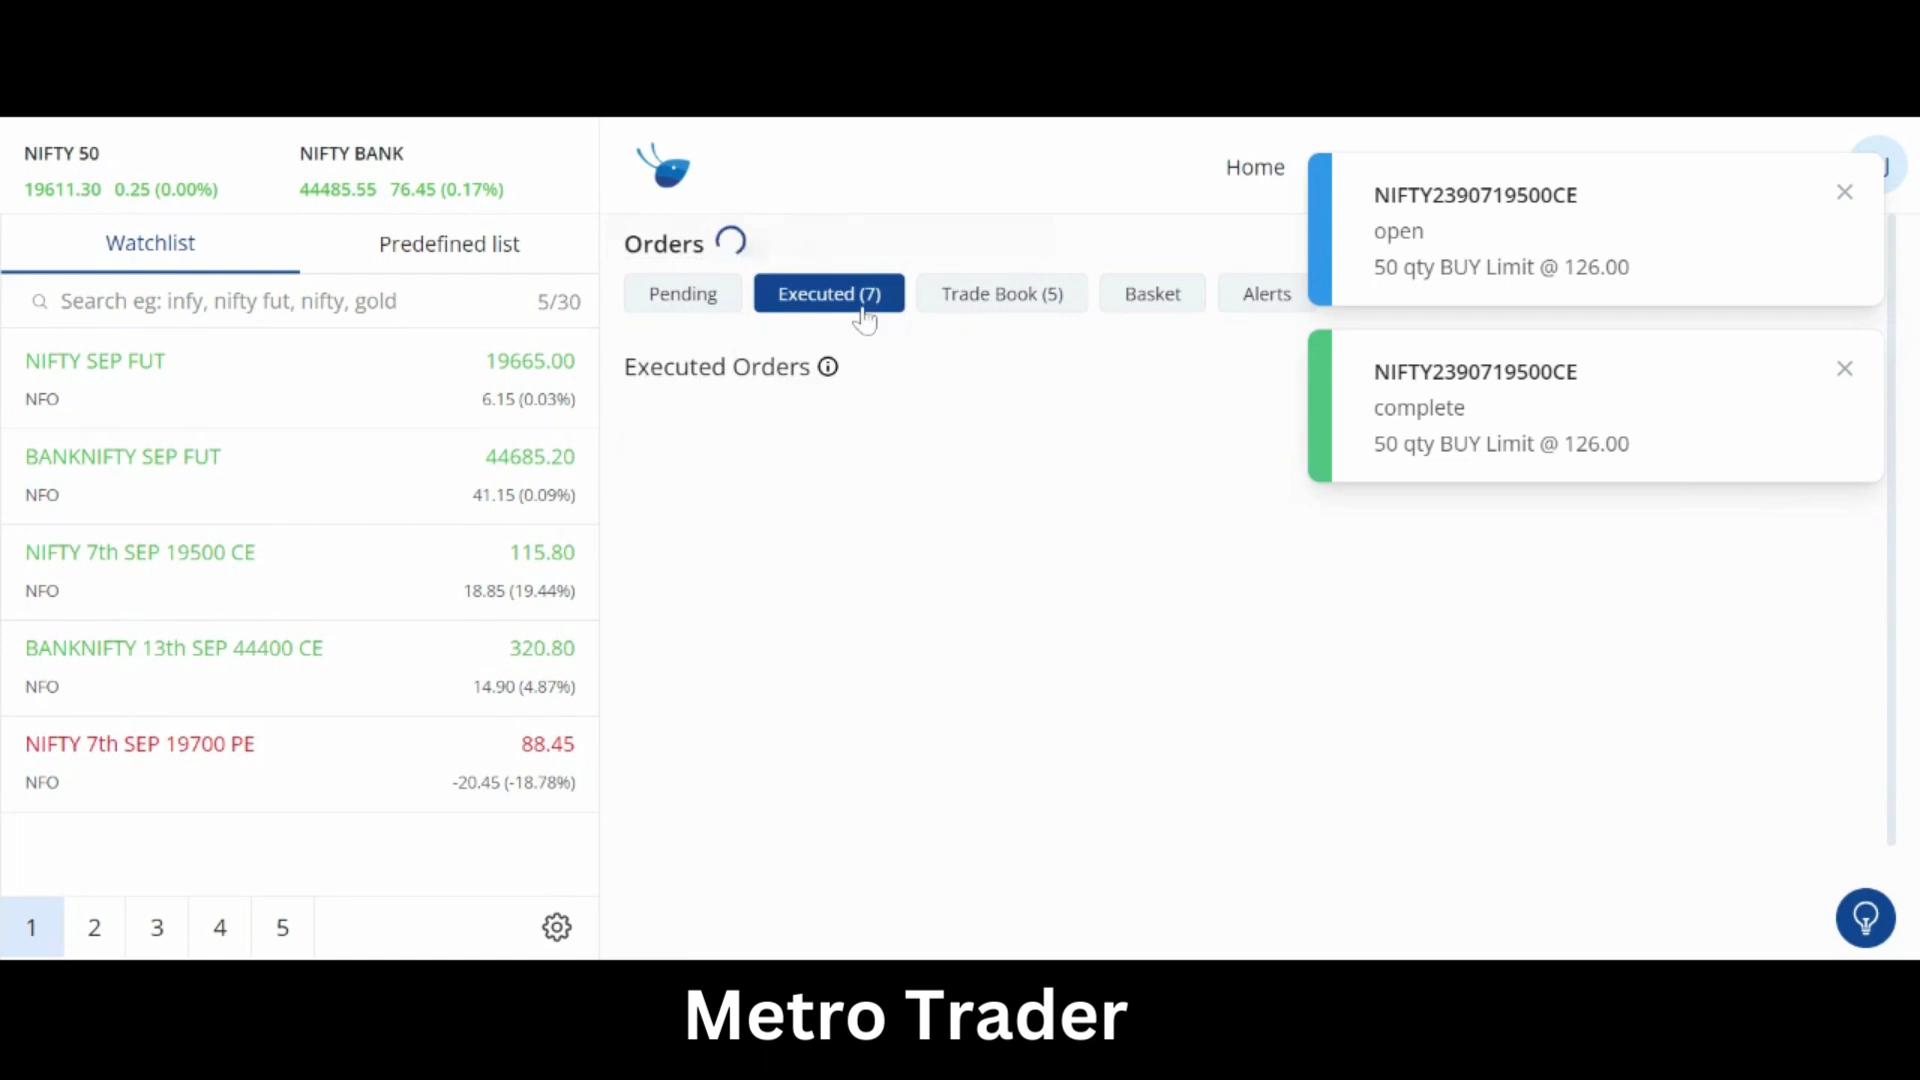 NIFTY 50
19611.30 0.25 (0.00%)
NIFTY BANK
44485.55 76.45 (0.17%)
Watchlist
Predefined list
Search eg: infy, nifty fut, nifty, gold
5/30
NIFTY SEP FUT
19665.00
NFO
6.15 (0.03%)
BANKNIFTY SEP FUT
44685.20
NFO
41.15 (0.09%)
NIFTY 7th SEP 19500 CE
115.80
NFO
18.85 (19.44%)
BANKNIFTY 13th SEP 44400 CE
320.80
NFO
14.90 (4.87%)
NIFTY 7th SEP 19700 PE
88.45
NFO
-20.45 (-18.78%)
1 2 3 4 5
Home
Orders
Pending
Executed (7)
Trade Book (5)
Basket
Alerts
Executed Orders
NIFTY2390719500CE
open
50 qty BUY Limit @ 126.00
NIFTY2390719500CE
complete
50 qty BUY Limit @ 126.00
Metro Trader